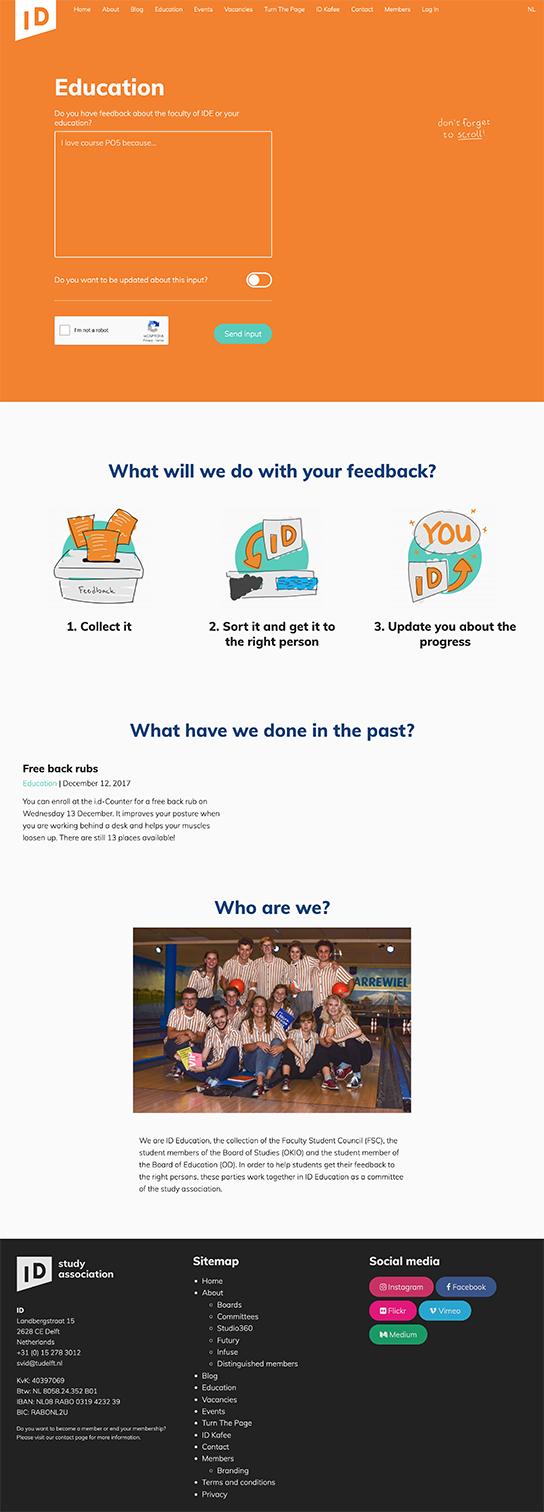 ID
Home About Blog Education Events Vacancies Turn The Page ID Kafee Contact Members Log In NL
Education
Do you have feedback about the faculty of IDE or your
education?
I love course PO5 because...
don't forget
to scroll!
Do you want to be updated about this input?
I'm not a robot
reCAPTCHA
Privacy - Terms
Send input
What will we do with your feedback?
Feedback
ID
YOU
ID
1. Collect it
2. Sort it and get it to
the right person
3. Update you about the
progress
What have we done in the past?
Free back rubs
Education | December 12, 2017
You can enroll at the i.d-Counter for a free back rub on
Wednesday 13 December. It improves your posture when
you are working behind a desk and helps your muscles
loosen up. There are still 13 places available!
Who are we?
ARREWIEL
We are ID Education, the collection of the Faculty Student Council (FSC), the
student members of the Board of Studies (OKIO) and the student member of
the Board of Education (OD). In order to help students get their feedback to
the right persons, these parties work together in ID Education as a committee
of the study association.
ID study
association
ID
Landbergstraat 15
2628 CE Delft
Netherlands
+31 (0) 15 278 3012
svid@tudelft.nl
KvK: 40397069
Btw: NL 8058.24.352 B01
IBAN: NL08 RABO 0319 4232 39
BIC: RABONL2U
Do you want to become a member or end your membership?
Please visit our contact page for more information.
Sitemap
Home
About
Boards
Committees
Studio360
Futury
Infuse
Distinguished members
Blog
Education
Vacancies
Events
Turn The Page
ID Kafee
Contact
Members
Branding
Terms and conditions
Privacy
Social media
Instagram
Facebook
Flickr
Vimeo
Medium